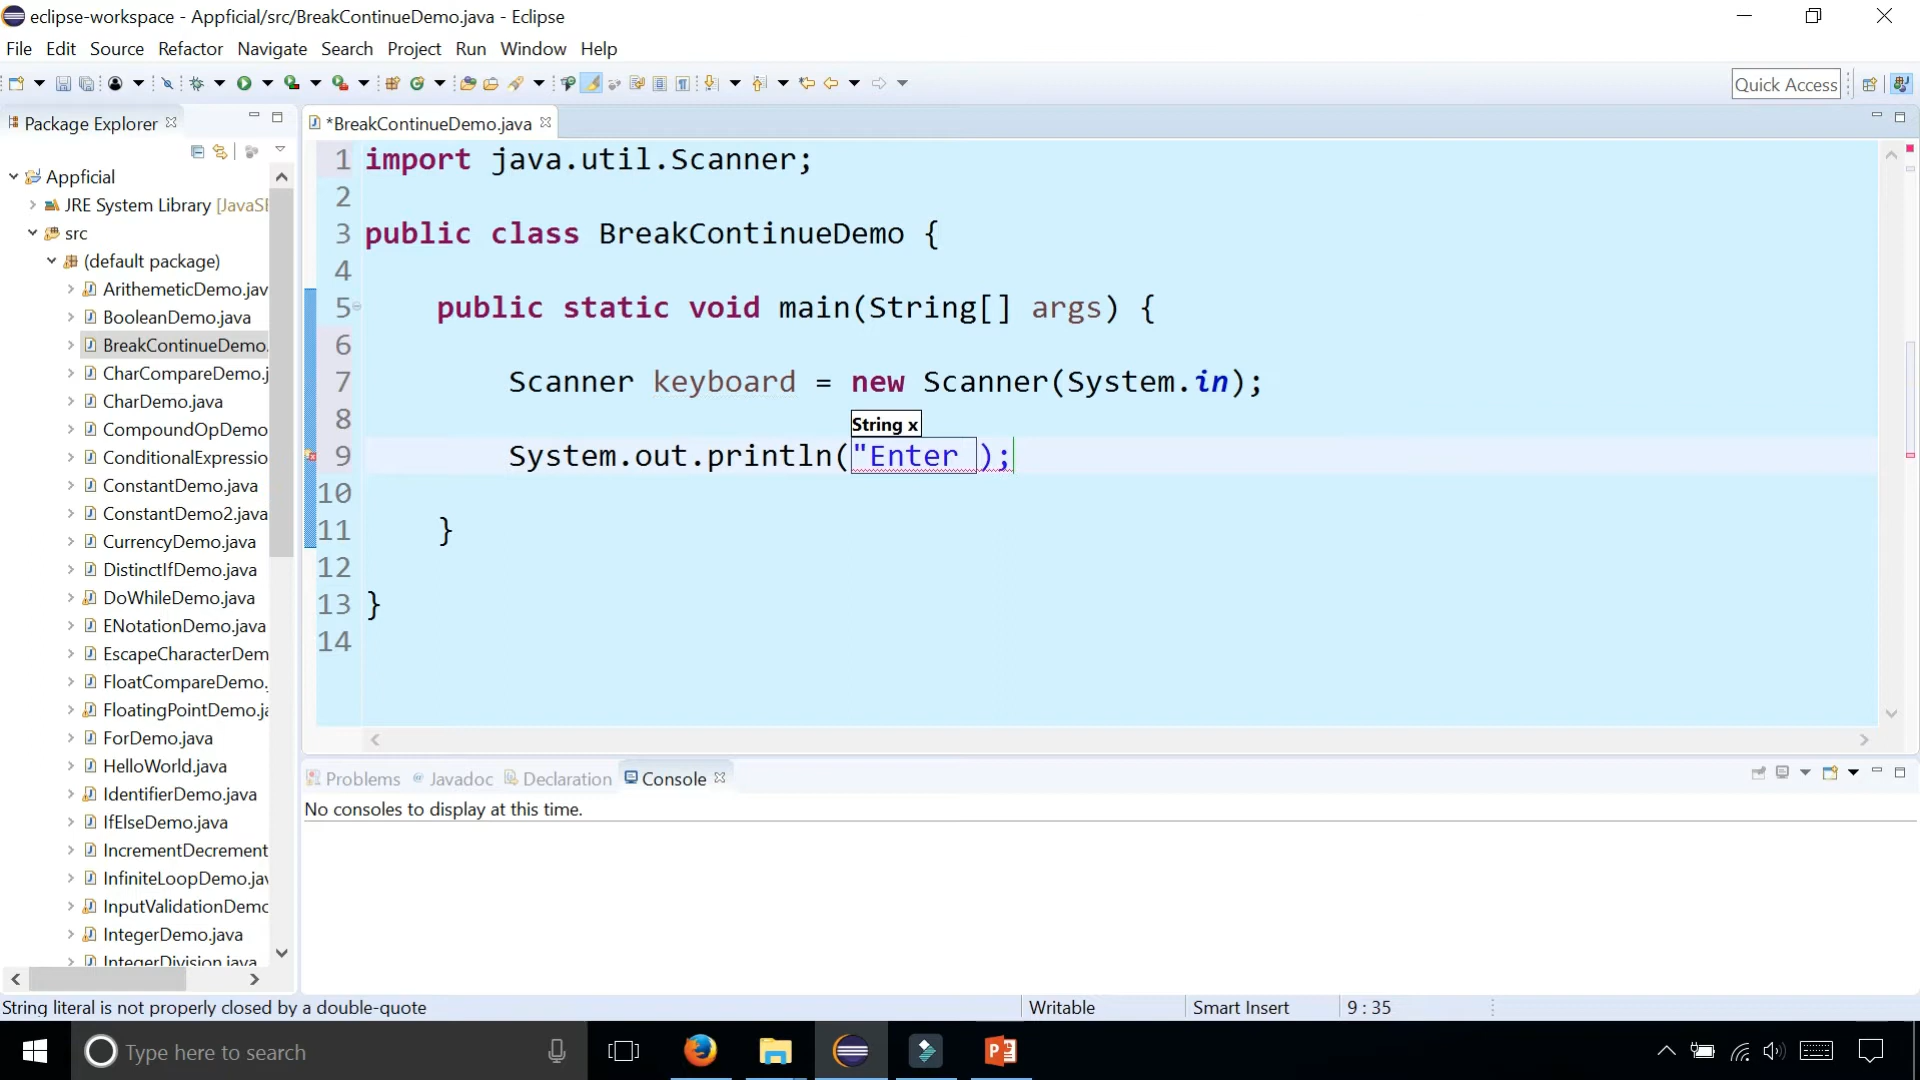 eclipse-workspace - Appficial/src/BreakContinueDemo.java - Eclipse
File Edit Source Refactor Navigate Search Project Run Window Help
Quick Access
Package Explorer
*BreakContinueDemo.java
Appficial
JRE System Library [JavaSE
src
(default package)
ArithemeticDemo.jav
BooleanDemo.java
BreakContinueDemo.
CharCompareDemo.j
CharDemo.java
CompoundOpDemo
ConditionalExpressio
ConstantDemo.java
ConstantDemo2.java
CurrencyDemo.java
DistinctIfDemo.java
DoWhileDemo.java
ENotationDemo.java
EscapeCharacterDem
FloatCompareDemo.
FloatingPointDemo.ja
ForDemo.java
HelloWorld.java
IdentifierDemo.java
IfElseDemo.java
IncrementDecrement
InfiniteLoopDemo.jav
InputValidationDemo
IntegerDemo.java
IntegerDivision.java
1 import java.util.Scanner;
2
3 public class BreakContinueDemo {
4
5 public static void main(String[] args) {
6
7 Scanner keyboard = new Scanner(System.in);
8
String x
9 System.out.println("Enter );
10
11 }
12
13 }
14
Problems Javadoc Declaration Console
No consoles to display at this time.
String literal is not properly closed by a double-quote Writable Smart Insert 9 : 35
Type here to search